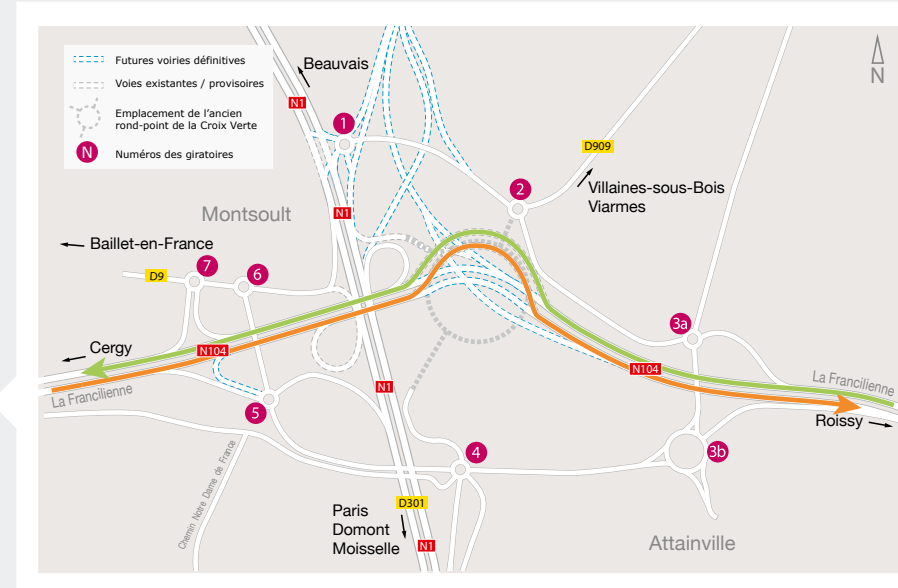 Futures voiries définitives
Voies existantes / provisoires
Emplacement de l'ancien
rond-point de la Croix Verte
N
Numéros des giratoires
Beauvais
N1
1
N
D909
2
Villaines-sous-Bois
Viarmes
Montsoult
N1
Baillet-en-France
7
6
D9
3a
Cergy
N104
N104
La Francilienne
La Francilienne
N1
5
Roissy
4
3b
Chemin Notre Dame de France
D301
Paris
Domont
Moisselle
N1
Attainville